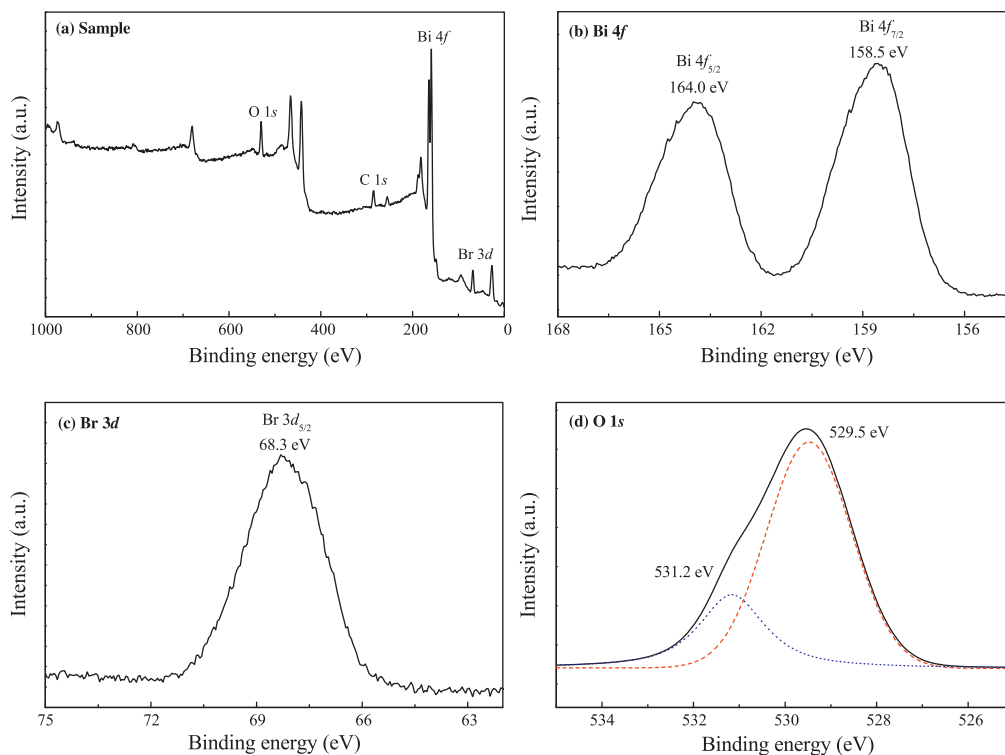 (a) Sample
Bi 4f
O 1s
C 1s
Br 3d
Intensity (a.u.)
1000 800 600 400 200 0
Binding energy (eV)
(b) Bi 4f
Bi 4f7/2
158.5 eV
Bi 4f5/2
164.0 eV
Intensity (a.u.)
168 165 162 159 156
Binding energy (eV)
(c) Br 3d
Br 3d5/2
68.3 eV
Intensity (a.u.)
75 72 69 66 63
Binding energy (eV)
(d) O 1s
529.5 eV
531.2 eV
Intensity (a.u.)
534 532 530 528 526
Binding energy (eV)